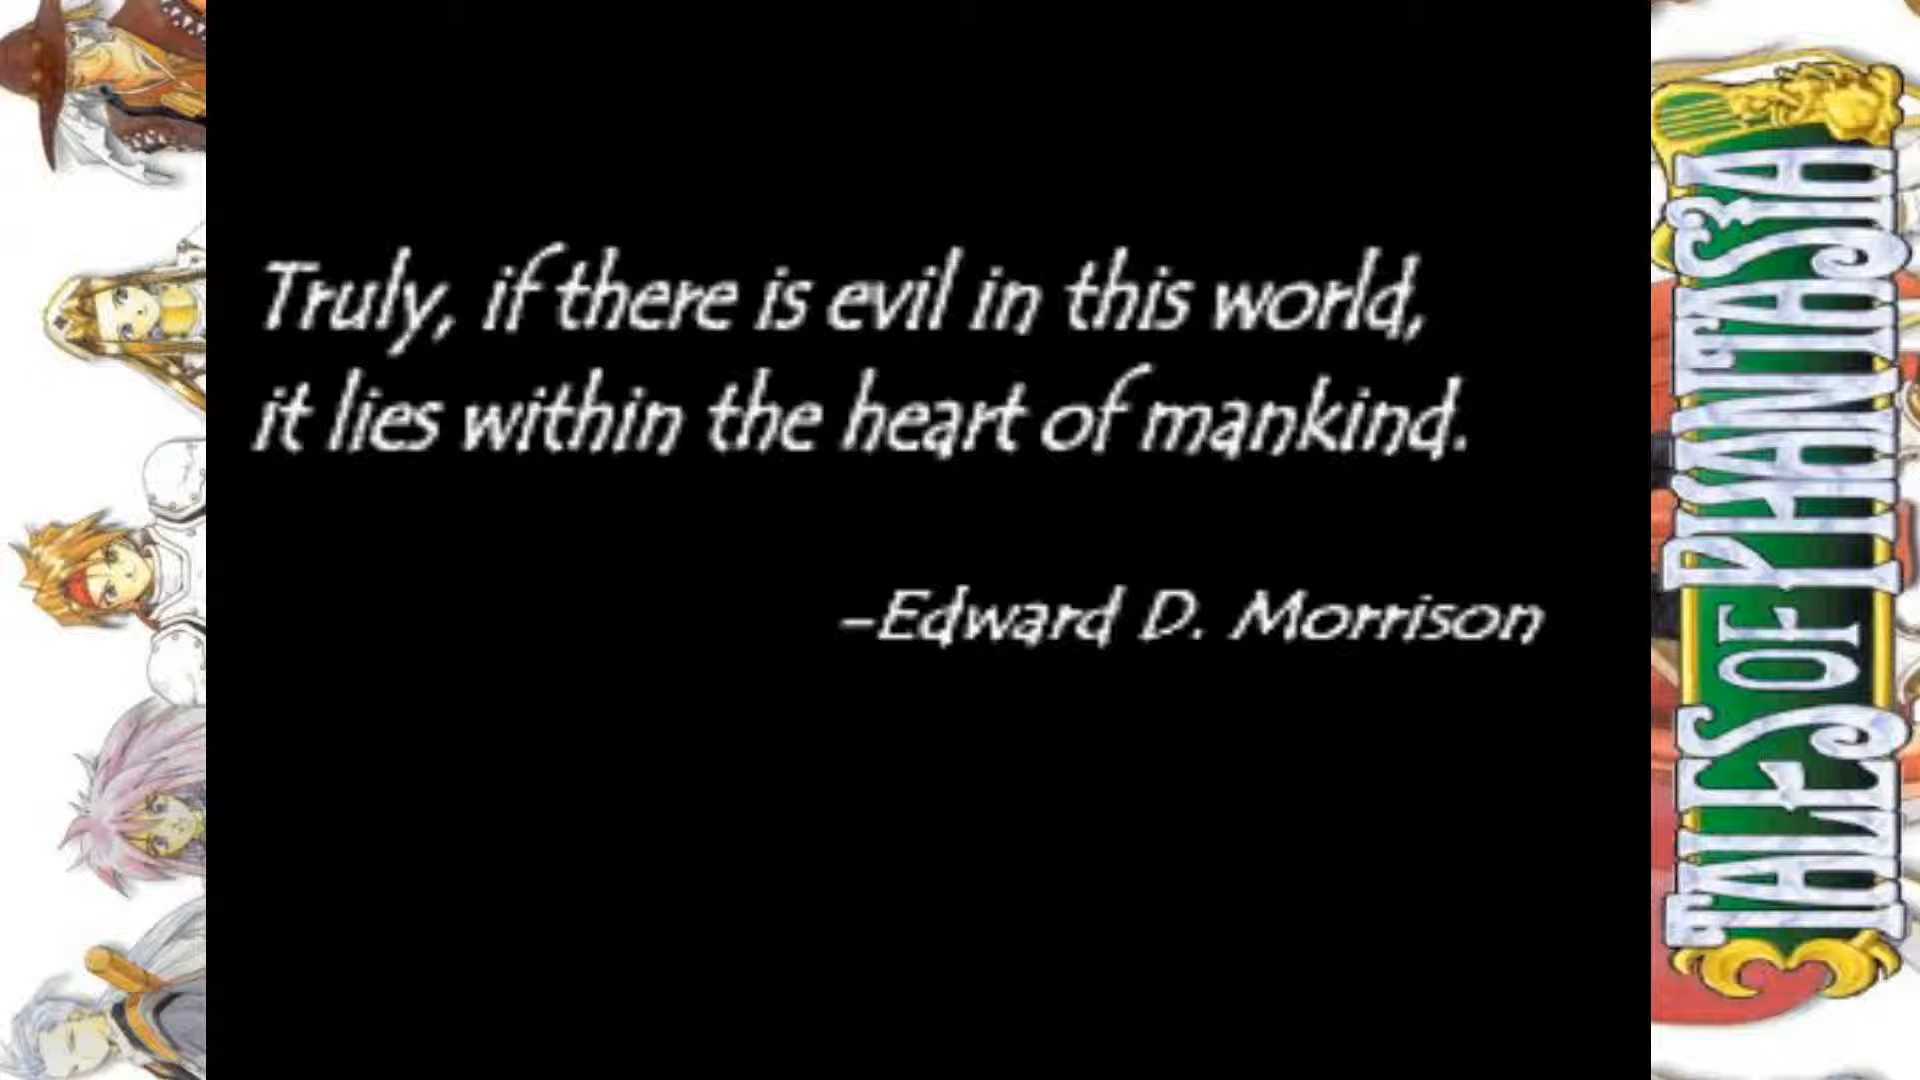 Truly, if there is evil in this world,
it lies within the heart of mankind.
-Edward D. Morrison
TALES OF PHANTASIA